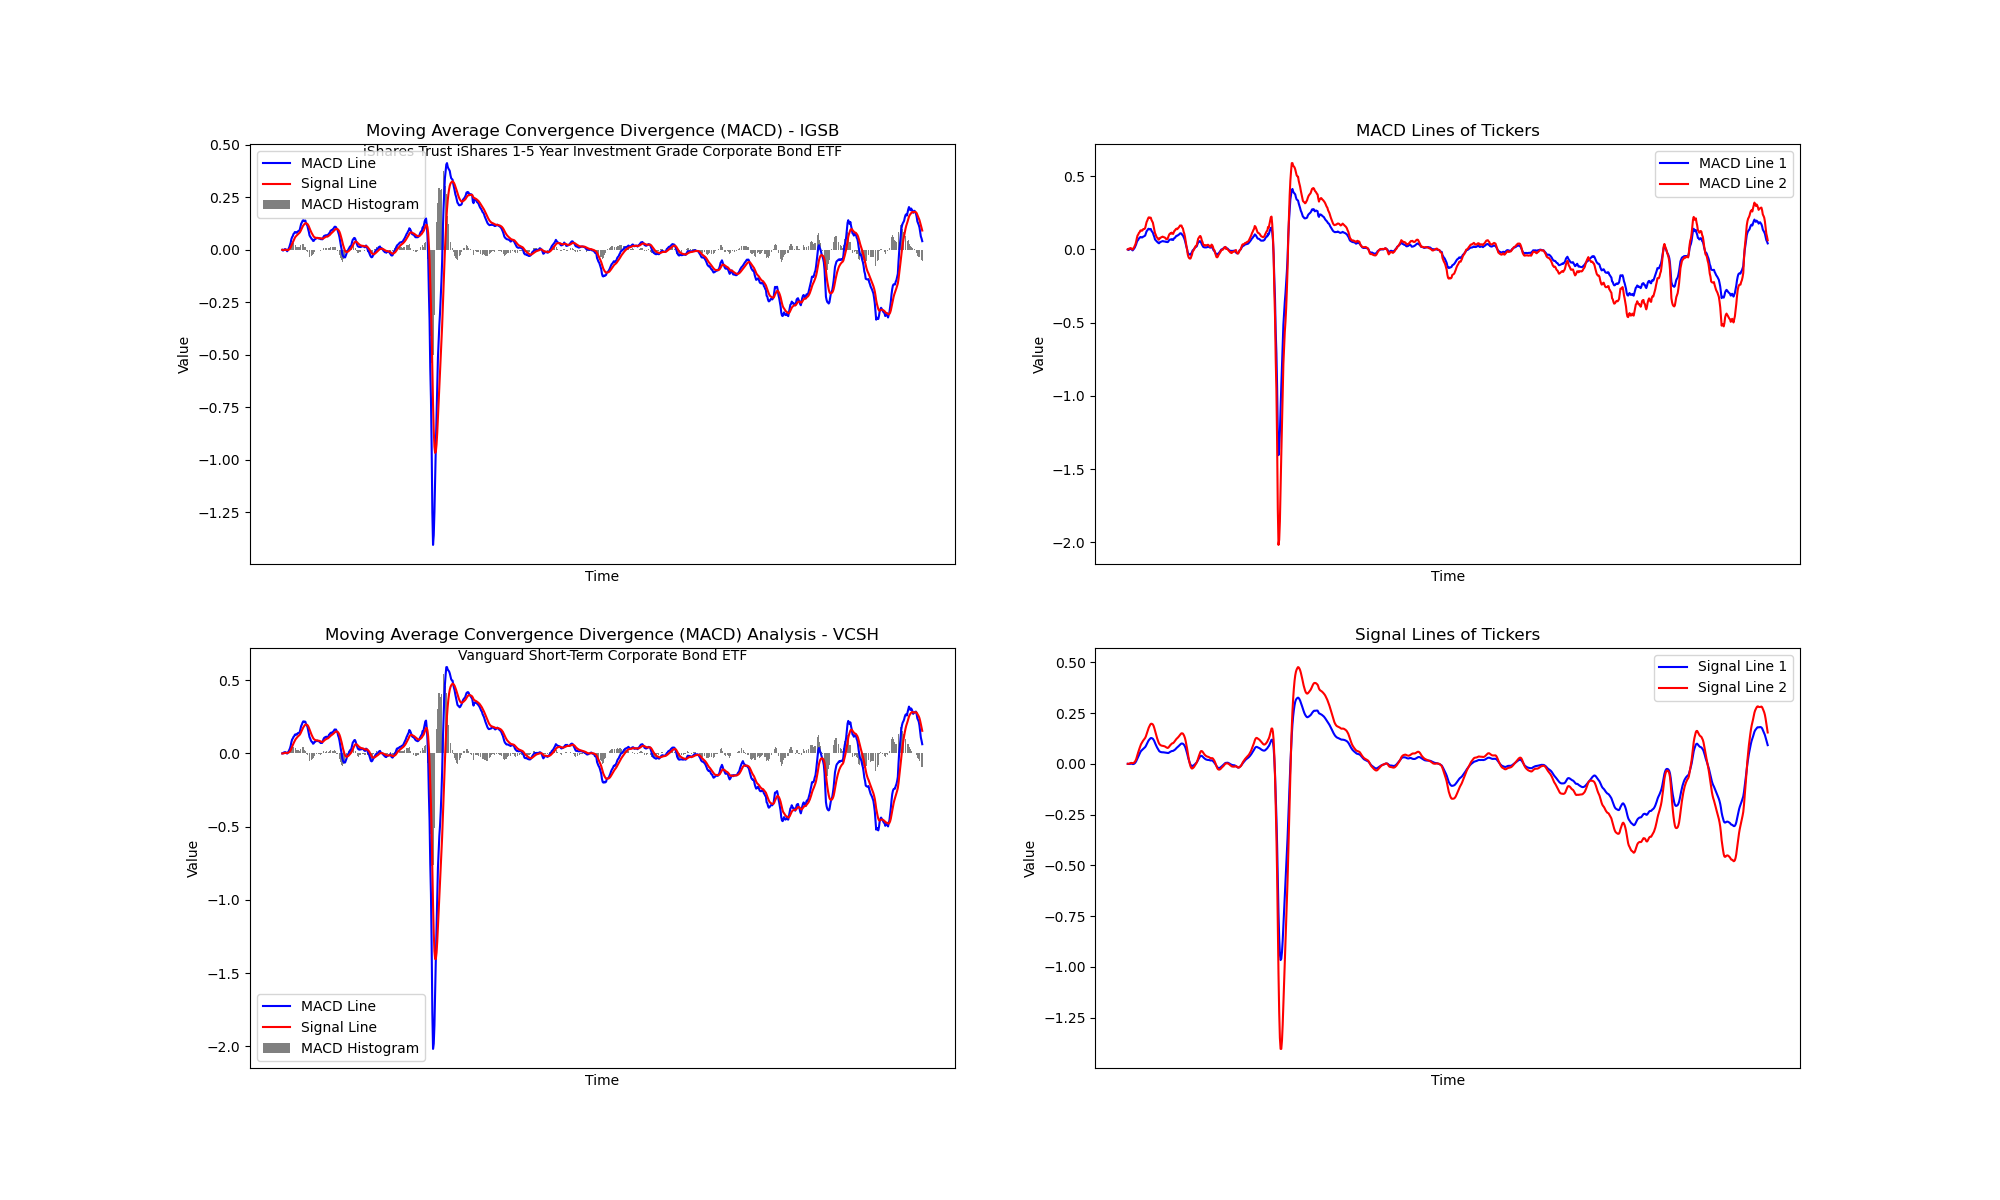 Moving Average Convergence Divergence (MACD) - IGSB
iShares Trust iShares 1-5 Year Investment Grade Corporate Bond ETF
MACD Line
Signal Line
MACD Histogram
0.50
0.25
0.00
−0.25
−0.50
−0.75
−1.00
−1.25
Value
Time
MACD Lines of Tickers
MACD Line 1
MACD Line 2
0.5
0.0
−0.5
−1.0
−1.5
−2.0
Value
Time
Moving Average Convergence Divergence (MACD) Analysis - VCSH
Vanguard Short-Term Corporate Bond ETF
0.5
0.0
−0.5
−1.0
−1.5
−2.0
Value
MACD Line
Signal Line
MACD Histogram
Time
Signal Lines of Tickers
Signal Line 1
Signal Line 2
0.50
0.25
0.00
−0.25
−0.50
−0.75
−1.00
−1.25
Value
Time